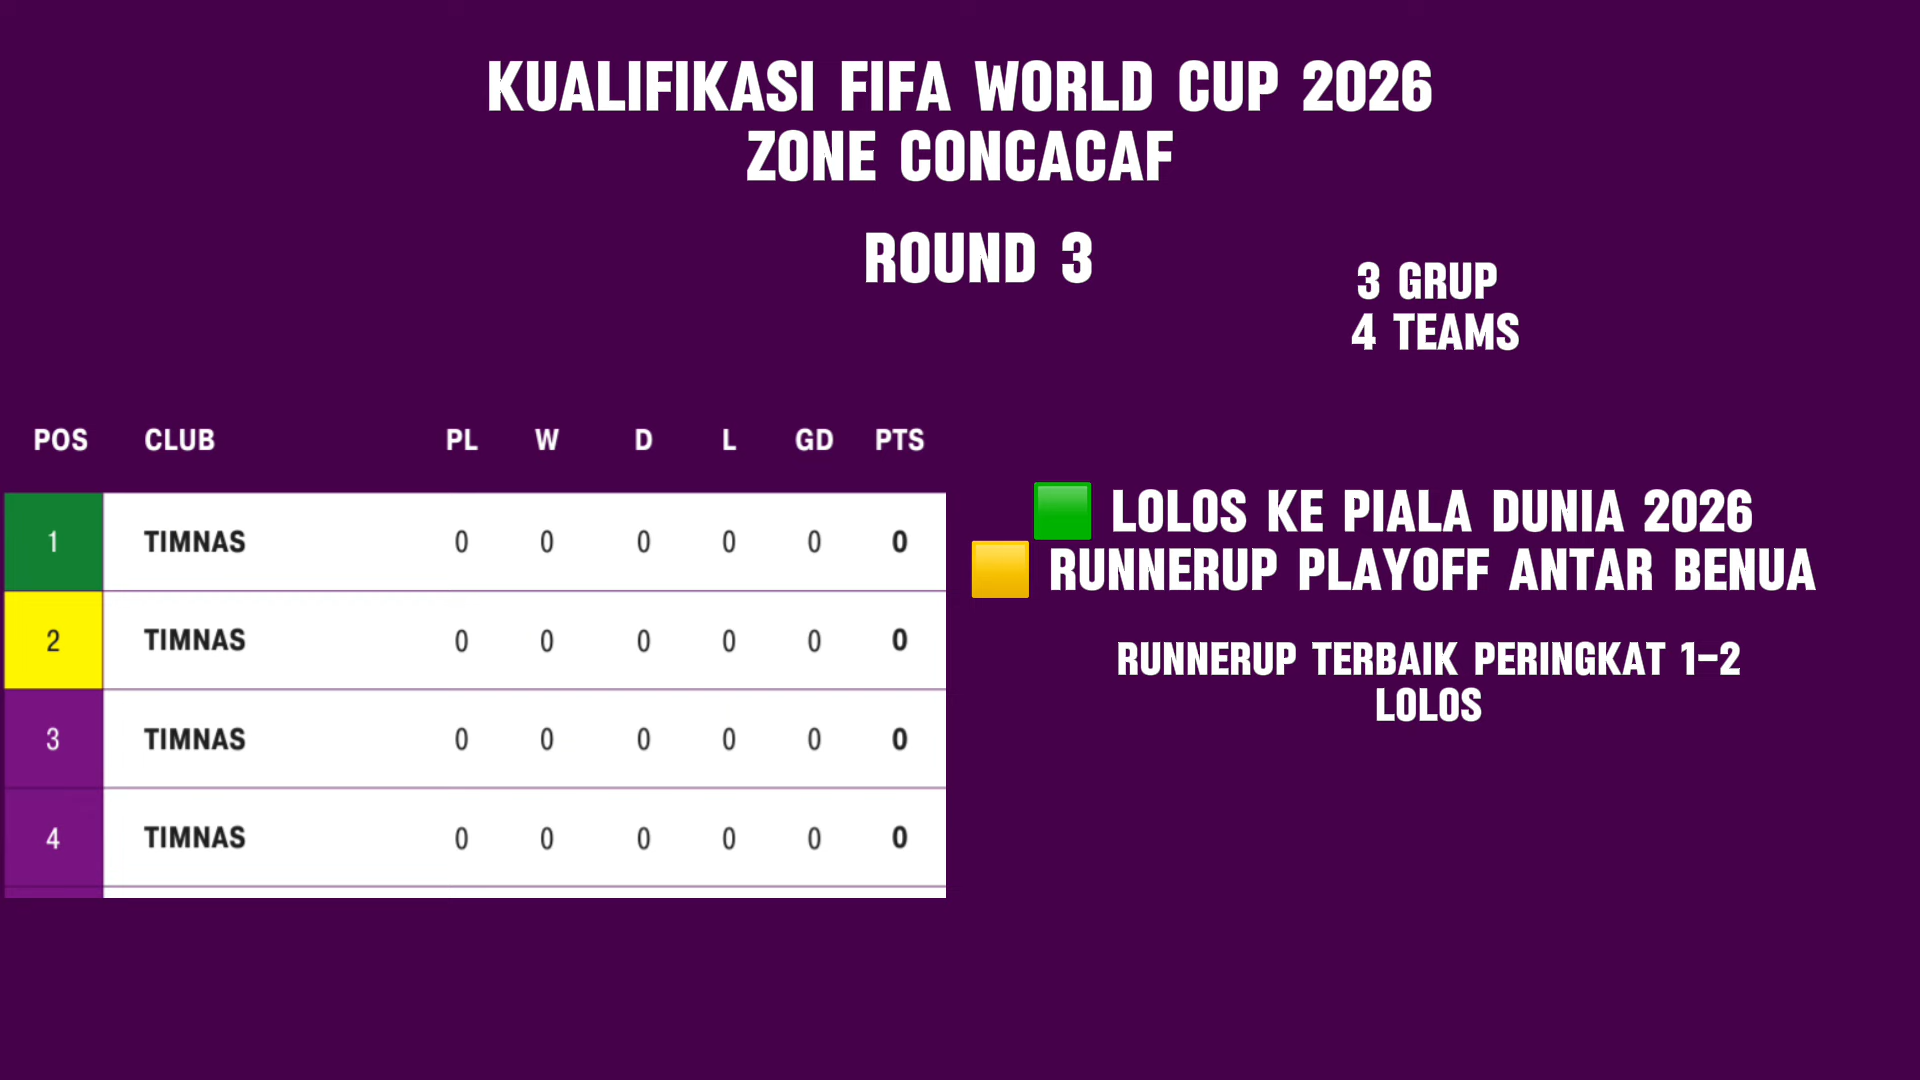 KUALIFIKASI FIFA WORLD CUP 2026
ZONE CONCACAF
ROUND 3
3 GRUP
4 TEAMS
POS CLUB PL W D L GD PTS
1 TIMNAS 0 0 0 0 0 0
2 TIMNAS 0 0 0 0 0 0
3 TIMNAS 0 0 0 0 0 0
4 TIMNAS 0 0 0 0 0 0
LOLOS KE PIALA DUNIA 2026
RUNNERUP PLAYOFF ANTAR BENUA
RUNNERUP TERBAIK PERINGKAT 1-2
LOLOS